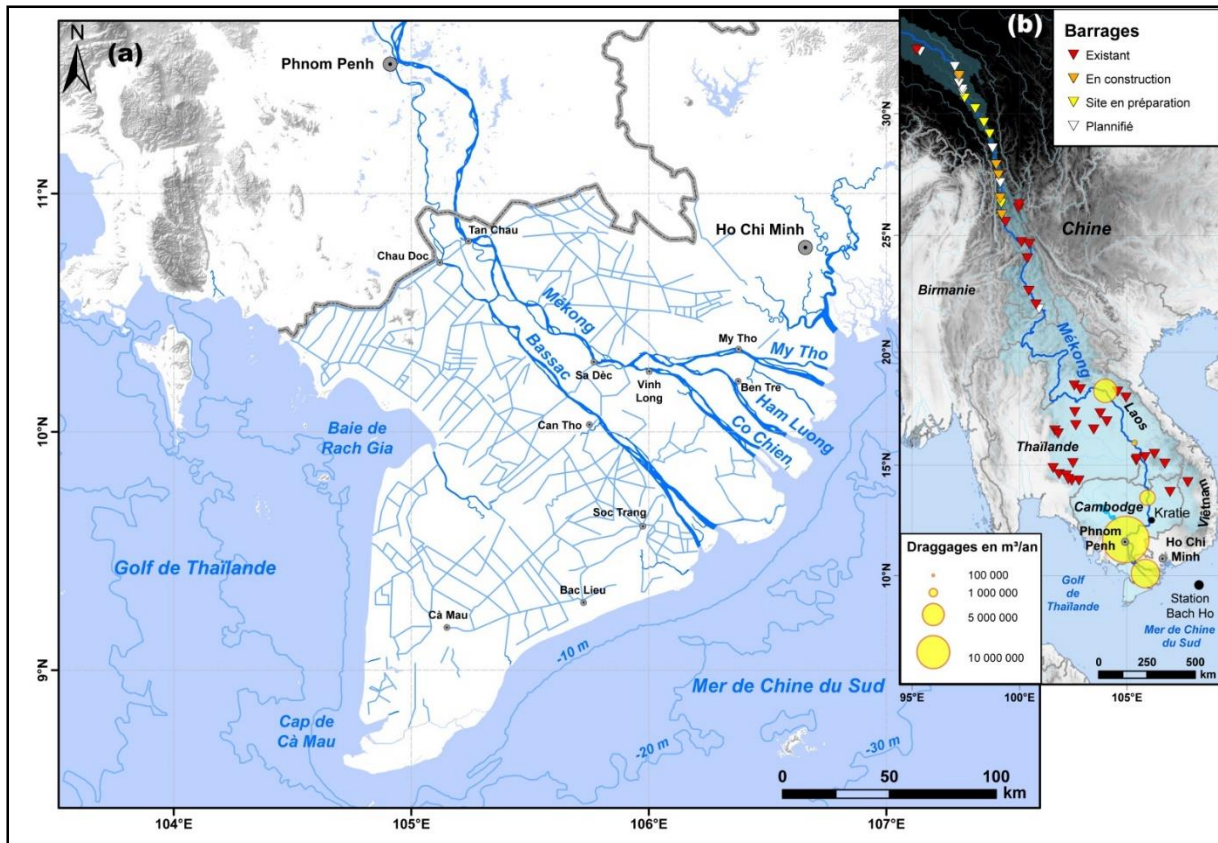 N
(a)
Phnom Penh
11°N
10°N
9°N
Tan Chau
Chau Doc
Ho Chi Minh
Mékong
Bassac
My Tho
My Tho
Sa Dèc
Vinh
Long
Ben Tre
Ham Luong
Co Chien
Can Tho
Baie de
Rach Gia
Soc Trang
Golf de Thaïlande
Bac Lieu
Cà Mau
-10 m
Mer de Chine du Sud
Cap de
Cà Mau
-20 m
-30 m
0 50 100
km
104°E 105°E 106°E 107°E
(b)
Barrages
Existant
En construction
Site en préparation
Plannifié
30°N
25°N
20°N
15°N
10°N
Chine
Birmanie
Mékong
Laos
Thaïlande
Viêtnam
Cambodge
Kratie
Phnom
Penh
Ho Chi
Minh
Golf
de
Thaïlande
Station
Bach Ho
Mer de Chine
du Sud
Draggages en m³/an
100 000
1 000 000
5 000 000
10 000 000
0 250 500
km
95°E 100°E 105°E